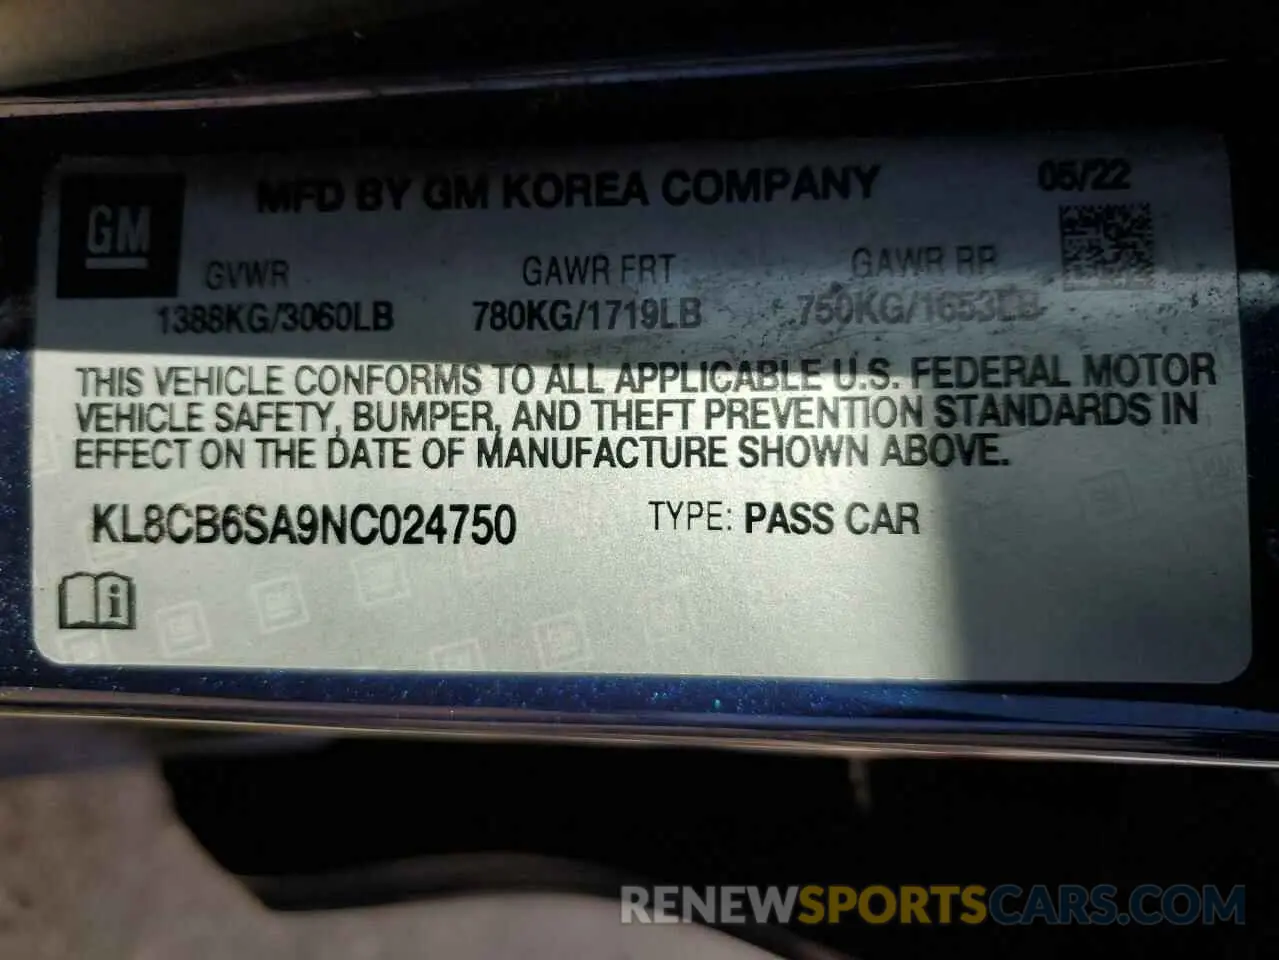 MFD BY GM KOREA COMPANY 05/22
GM
GVWR GAWR FRT GAWR RR
1388KG/3060LB 780KG/1719LB 750KG/1653LB
THIS VEHICLE CONFORMS TO ALL APPLICABLE U.S. FEDERAL MOTOR
VEHICLE SAFETY, BUMPER, AND THEFT PREVENTION STANDARDS IN
EFFECT ON THE DATE OF MANUFACTURE SHOWN ABOVE.
KL8CB6SA9NC024750 TYPE: PASS CAR
RENEWSPORTSCARS.COM